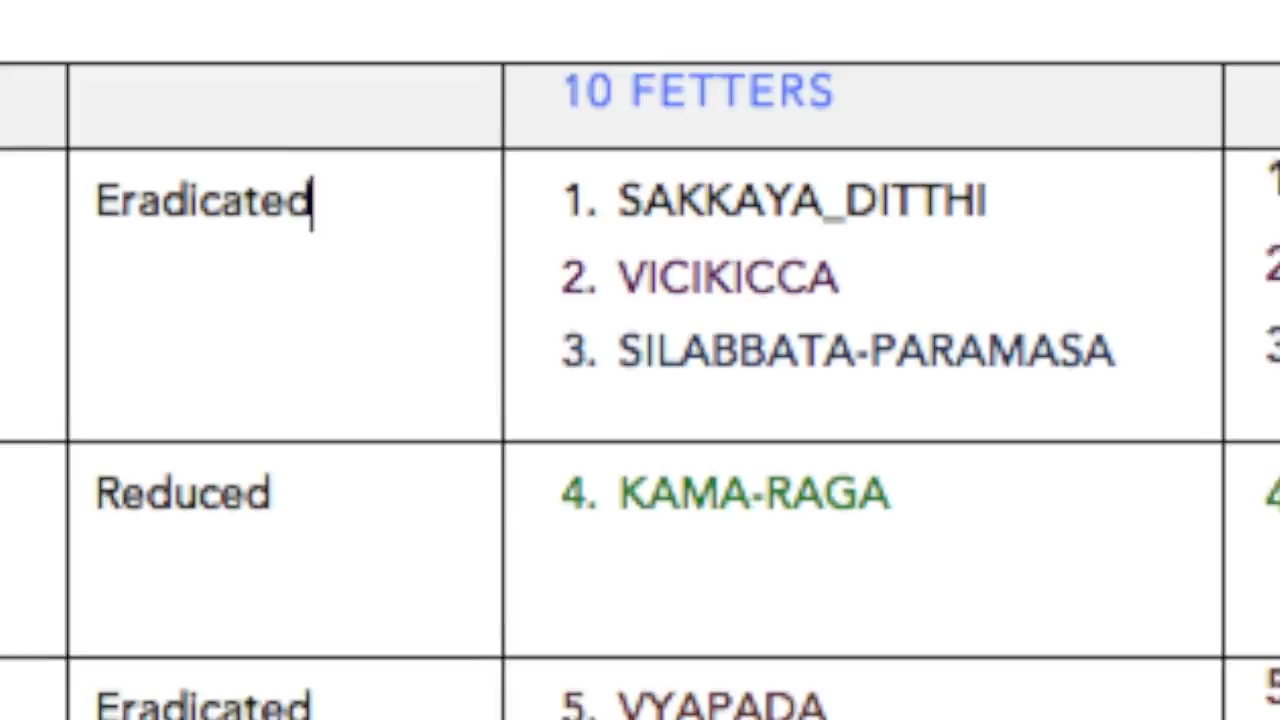 10 FETTERS
Eradicated
1. SAKKAYA_DITTHI
2. VICIKICCA
3. SILABBATA-PARAMASA
Reduced
4. KAMA-RAGA
Eradicated
5. VYAPADA